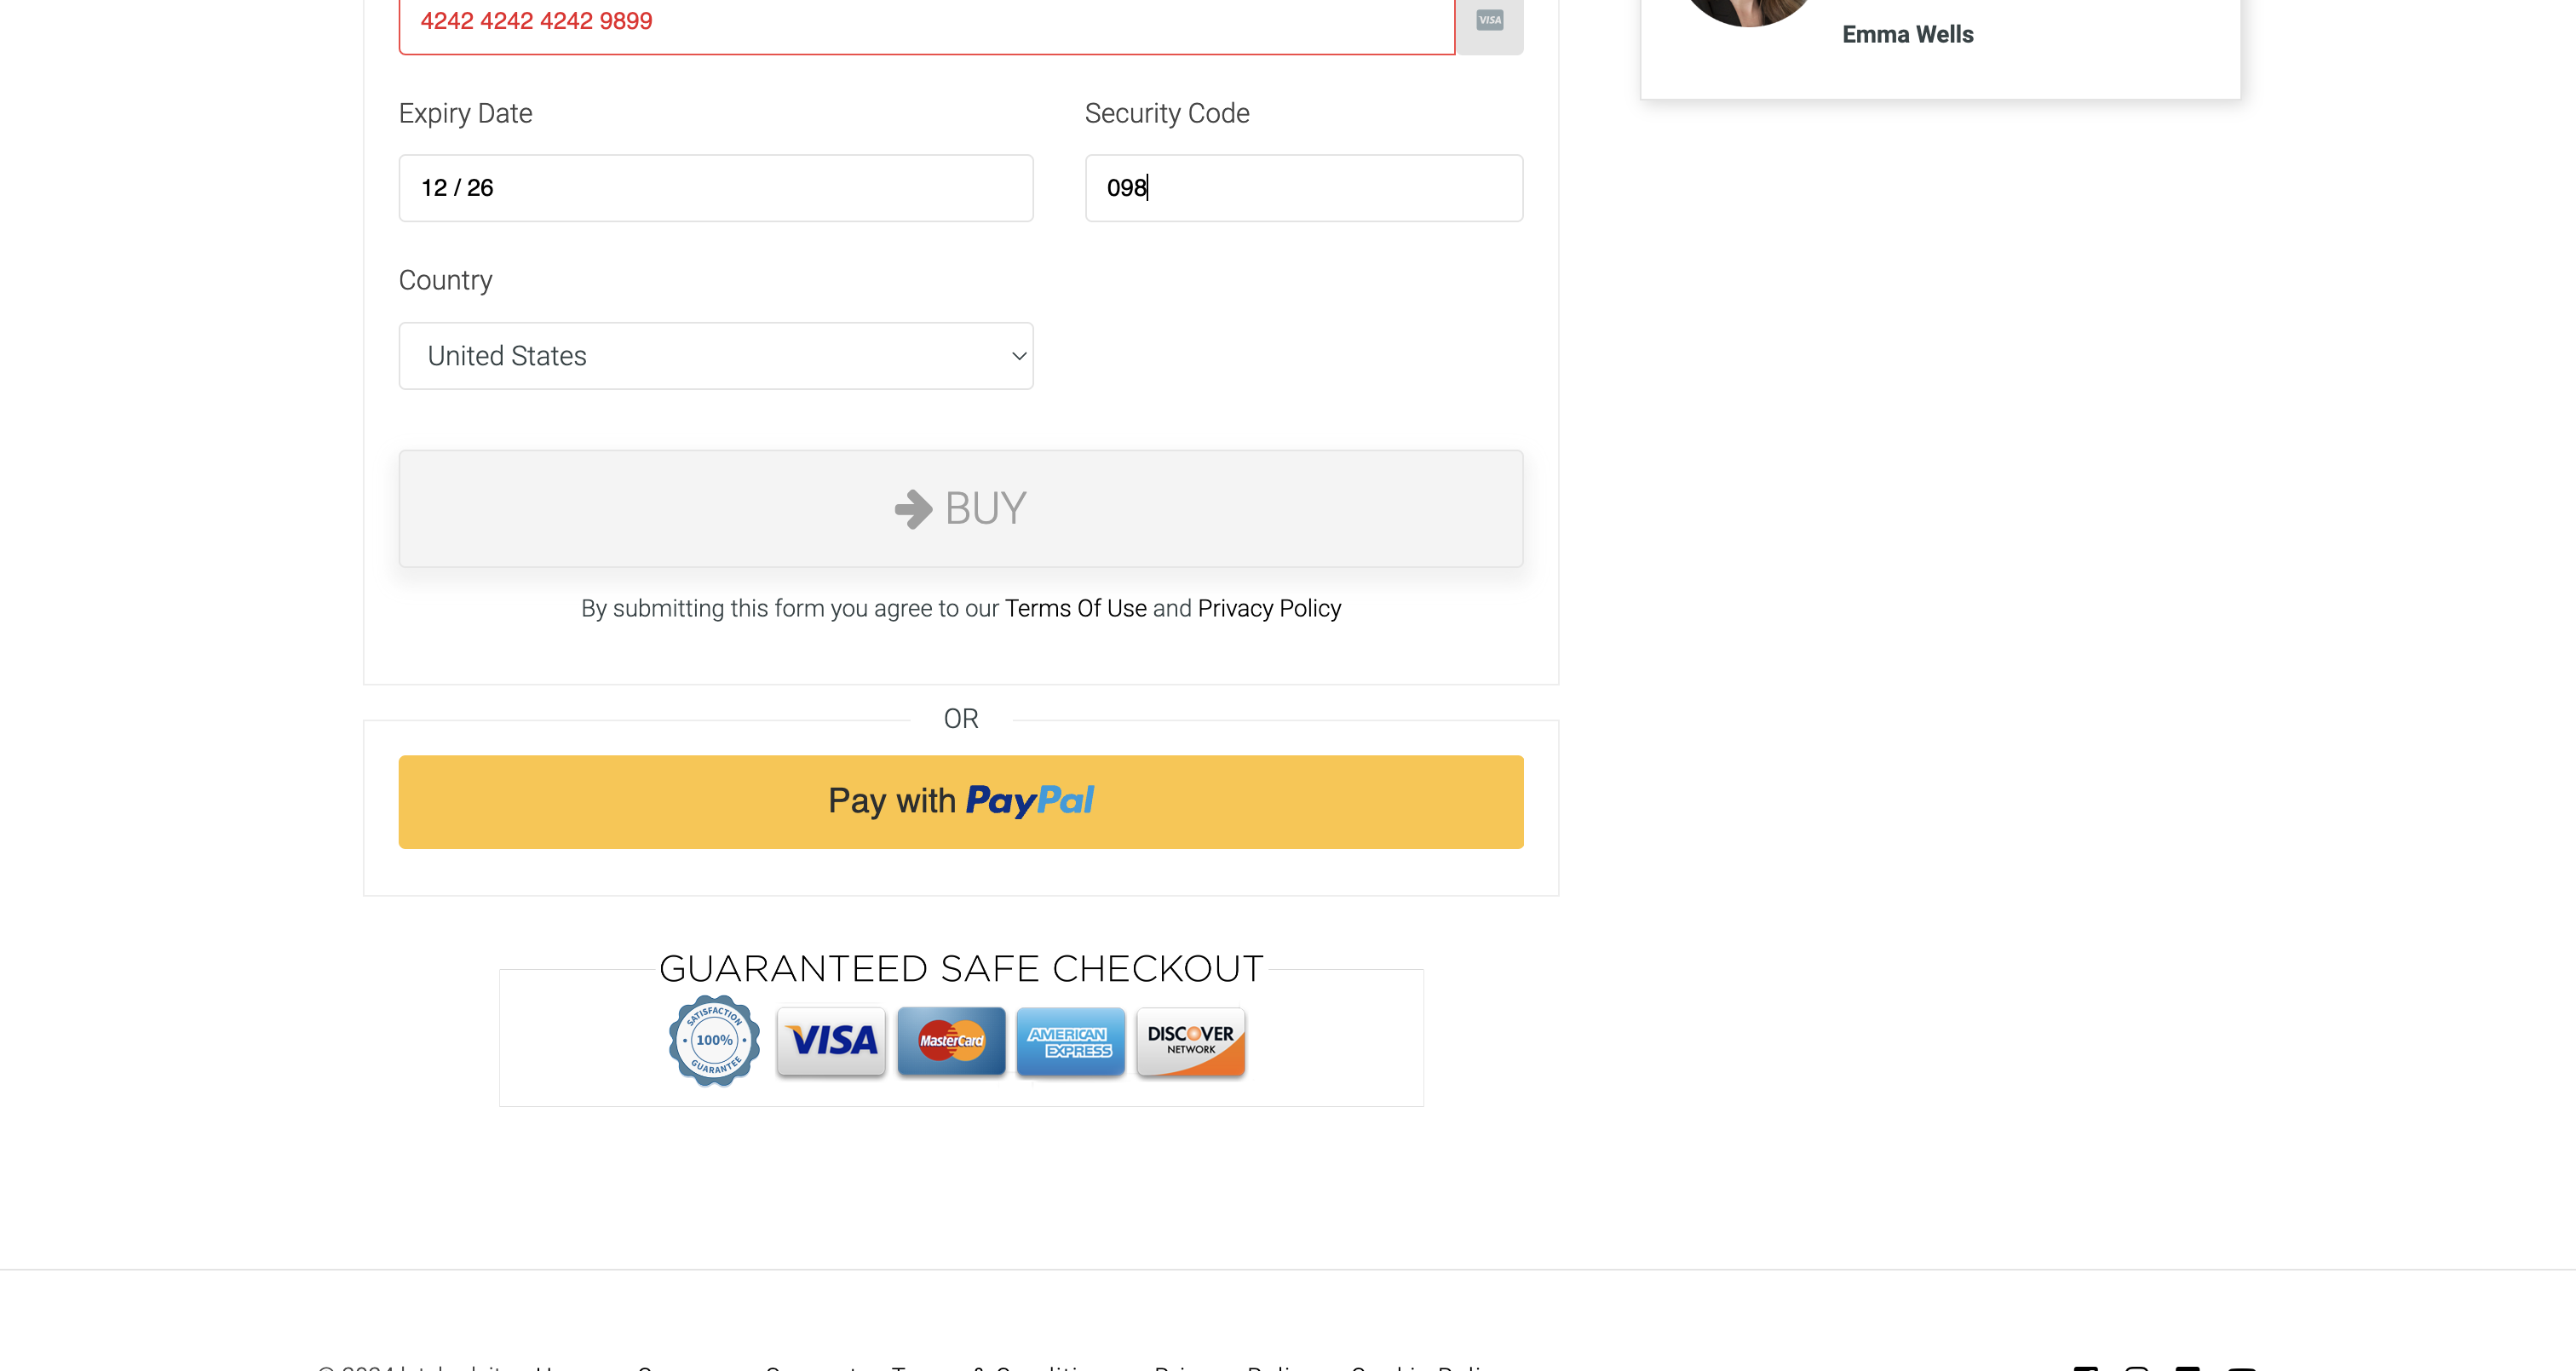 4242 4242 4242 9899
VISA
Emma Wells
Expiry Date
Security Code
12 / 26
098
Country
United States
BUY
By submitting this form you agree to our Terms Of Use and Privacy Policy
OR
Pay with PayPal
GUARANTEED SAFE CHECKOUT
SATISFACTION 100% GUARANTEE
VISA
MasterCard
AMERICAN EXPRESS
DISCOVER NETWORK